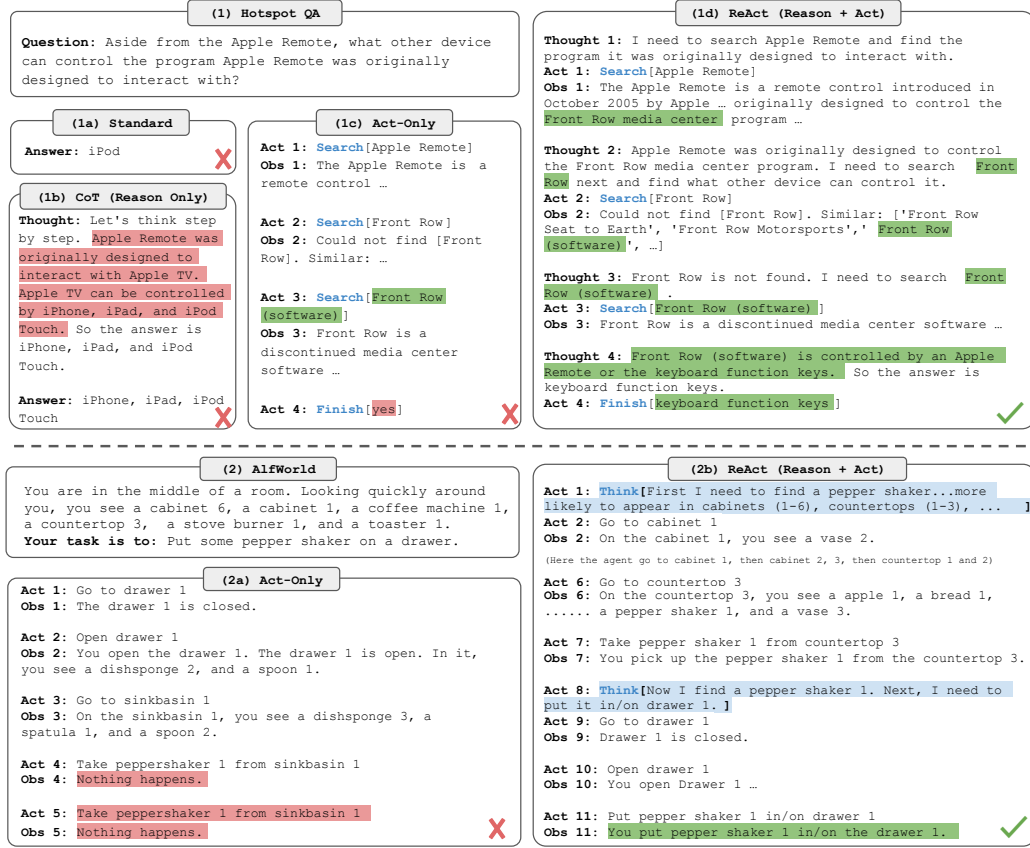 (1) Hotspot QA
Question: Aside from the Apple Remote, what other device
can control the program Apple Remote was originally
designed to interact with?
(1a) Standard
Answer: iPod
(1b) CoT (Reason Only)
Thought: Let's think step
by step. Apple Remote was
originally designed to
interact with Apple TV.
Apple TV can be controlled
by iPhone, iPad, and iPod
Touch. So the answer is
iPhone, iPad, and iPod
Touch.
Answer: iPhone, iPad, iPod
Touch
(1c) Act-Only
Act 1: Search[Apple Remote]
Obs 1: The Apple Remote is a
remote control …
Act 2: Search[Front Row]
Obs 2: Could not find [Front
Row]. Similar: …
Act 3: Search[Front Row
(software)]
Obs 3: Front Row is a
discontinued media center
software …
Act 4: Finish[yes]
(1d) ReAct (Reason + Act)
Thought 1: I need to search Apple Remote and find the
program it was originally designed to interact with.
Act 1: Search[Apple Remote]
Obs 1: The Apple Remote is a remote control introduced in
October 2005 by Apple … originally designed to control the
Front Row media center program …
Thought 2: Apple Remote was originally designed to control
the Front Row media center program. I need to search Front
Row next and find what other device can control it.
Act 2: Search[Front Row]
Obs 2: Could not find [Front Row]. Similar: ['Front Row
Seat to Earth', 'Front Row Motorsports',' Front Row
(software)', …]
Thought 3: Front Row is not found. I need to search Front
Row (software) .
Act 3: Search[Front Row (software)]
Obs 3: Front Row is a discontinued media center software …
Thought 4: Front Row (software) is controlled by an Apple
Remote or the keyboard function keys. So the answer is
keyboard function keys.
Act 4: Finish[keyboard function keys]
(2) AlfWorld
You are in the middle of a room. Looking quickly around
you, you see a cabinet 6, a cabinet 1, a coffee machine 1,
a countertop 3, a stove burner 1, and a toaster 1.
Your task is to: Put some pepper shaker on a drawer.
(2a) Act-Only
Act 1: Go to drawer 1
Obs 1: The drawer 1 is closed.
Act 2: Open drawer 1
Obs 2: You open the drawer 1. The drawer 1 is open. In it,
you see a dishsponge 2, and a spoon 1.
Act 3: Go to sinkbasin 1
Obs 3: On the sinkbasin 1, you see a dishsponge 3, a
spatula 1, and a spoon 2.
Act 4: Take peppershaker 1 from sinkbasin 1
Obs 4: Nothing happens.
Act 5: Take peppershaker 1 from sinkbasin 1
Obs 5: Nothing happens.
(2b) ReAct (Reason + Act)
Act 1: Think[First I need to find a pepper shaker...more
likely to appear in cabinets (1-6), countertops (1-3), ... ]
Act 2: Go to cabinet 1
Obs 2: On the cabinet 1, you see a vase 2.
(Here the agent go to cabinet 1, then cabinet 2, 3, then countertop 1 and 2)
Act 6: Go to countertop 3
Obs 6: On the countertop 3, you see a apple 1, a bread 1,
...... a pepper shaker 1, and a vase 3.
Act 7: Take pepper shaker 1 from countertop 3
Obs 7: You pick up the pepper shaker 1 from the countertop 3.
Act 8: Think[Now I find a pepper shaker 1. Next, I need to
put it in/on drawer 1. ]
Act 9: Go to drawer 1
Obs 9: Drawer 1 is closed.
Act 10: Open drawer 1
Obs 10: You open Drawer 1 …
Act 11: Put pepper shaker 1 in/on drawer 1
Obs 11: You put pepper shaker 1 in/on the drawer 1.